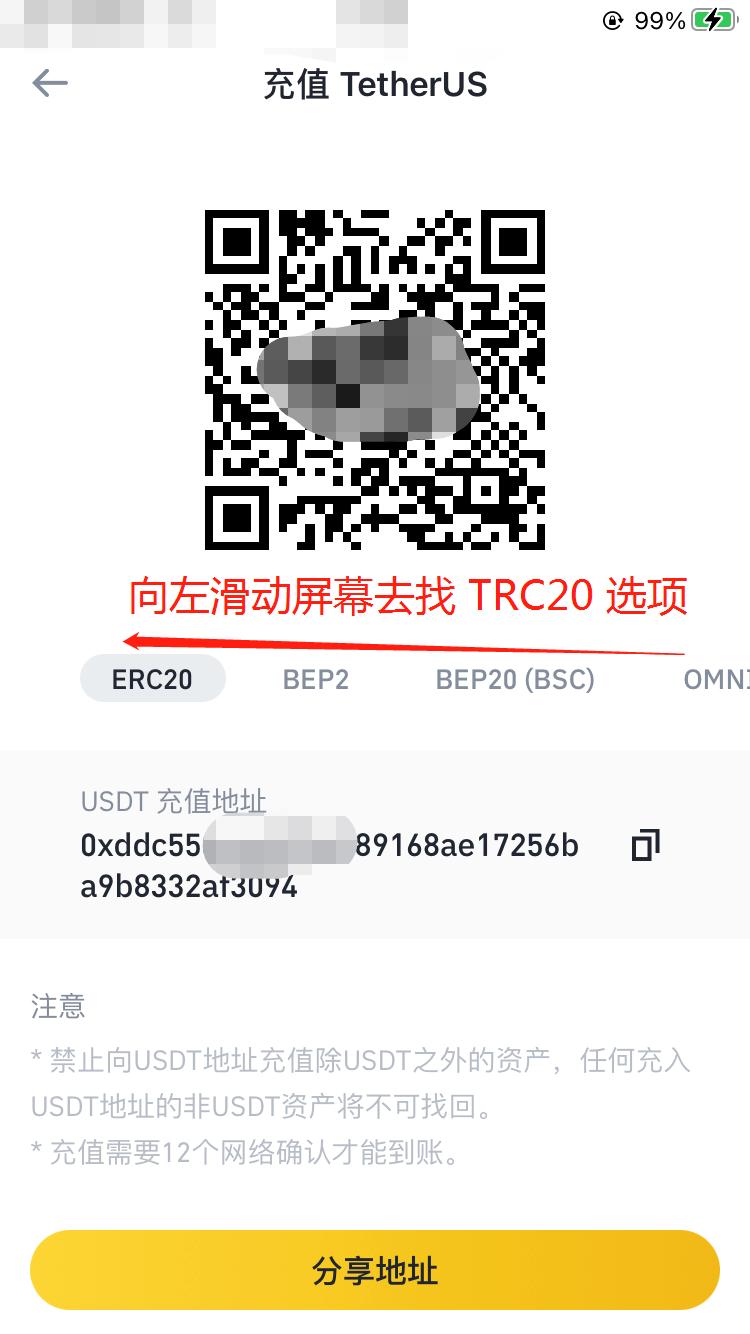 99%
充值 TetherUS
向左滑动屏幕去找 TRC20 选项
ERC20 BEP2 BEP20 (BSC) OMNI
USDT 充值地址
0xddc55 89168ae17256b
a9b8332af3094
注意
* 禁止向USDT地址充值除USDT之外的资产，任何充入
USDT地址的非USDT资产将不可找回。
* 充值需要12个网络确认才能到账。
分享地址